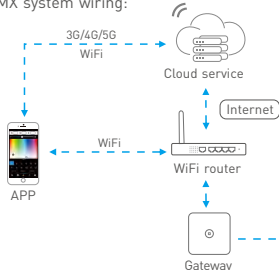 MX system wiring:
3G/4G/5G
WiFi
Cloud service
Internet
WiFi
WiFi router
APP
Gateway